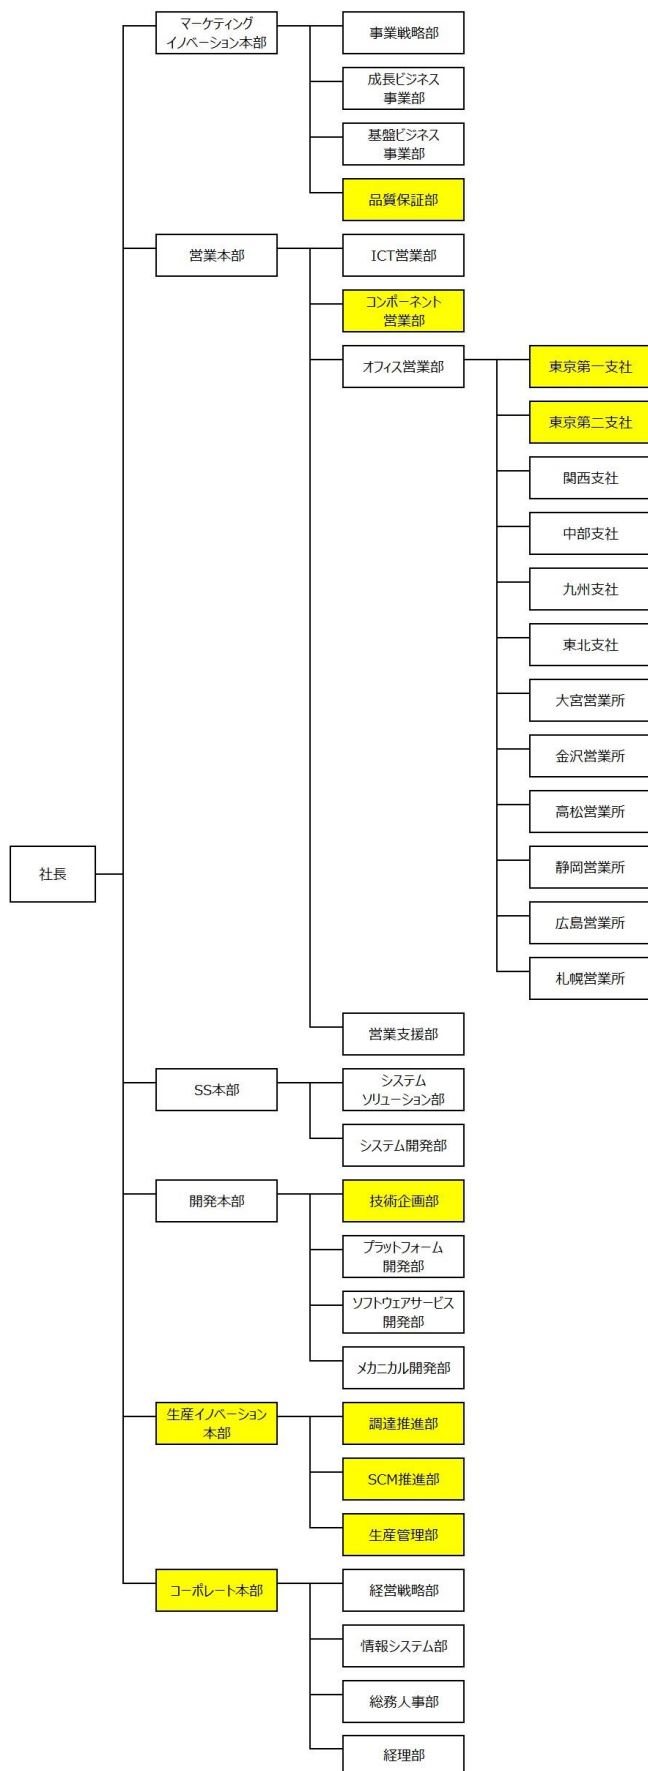 マーケティング
イノベーション本部
事業戦略部
成長ビジネス
事業部
基盤ビジネス
事業部
品質保証部
営業本部
ICT営業部
コンポーネント
営業部
オフィス営業部
東京第一支社
東京第二支社
関西支社
中部支社
九州支社
東北支社
大宮営業所
金沢営業所
高松営業所
静岡営業所
広島営業所
札幌営業所
営業支援部
社長
SS本部
システム
ソリューション部
システム開発部
開発本部
技術企画部
プラットフォーム
開発部
ソフトウェアサービス
開発部
メカニカル開発部
生産イノベーション
本部
調達推進部
SCM推進部
生産管理部
コーポレート本部
経営戦略部
情報システム部
総務人事部
経理部